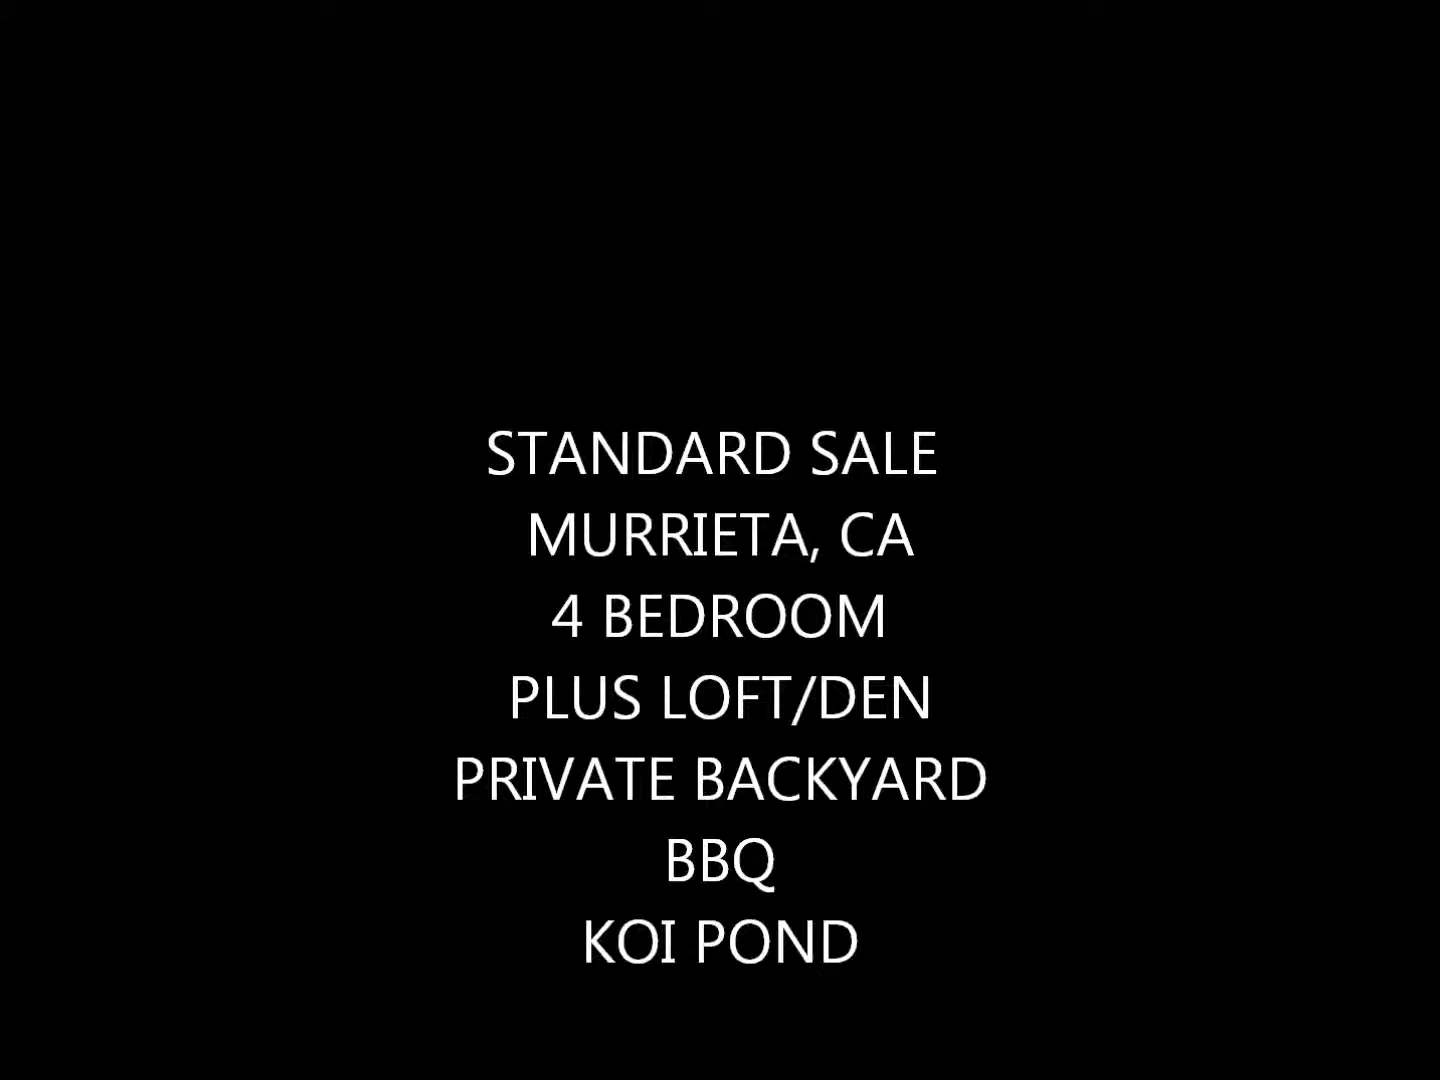 STANDARD SALE
MURRIETA, CA
4 BEDROOM
PLUS LOFT/DEN
PRIVATE BACKYARD
BBQ
KOI POND